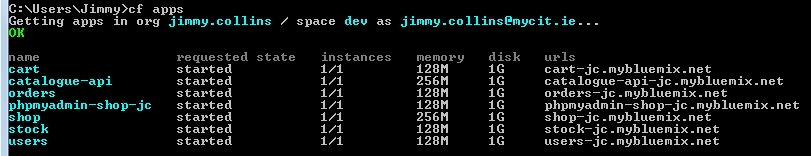 C:\Users\Jimmy>cf apps
Getting apps in org jimmy.collins / space dev as jimmy.collins@mycit.ie...
OK
name requested state instances memory disk urls
cart started 1/1 128M 1G cart-jc.mybluemix.net
catalogue-api started 1/1 256M 1G catalogue-api-jc.mybluemix.net
orders started 1/1 128M 1G orders-jc.mybluemix.net
phpmyadmin-shop-jc started 1/1 128M 1G phpmyadmin-shop-jc.mybluemix.net
shop started 1/1 256M 1G shop-jc.mybluemix.net
stock started 1/1 128M 1G stock-jc.mybluemix.net
users started 1/1 128M 1G users-jc.mybluemix.net